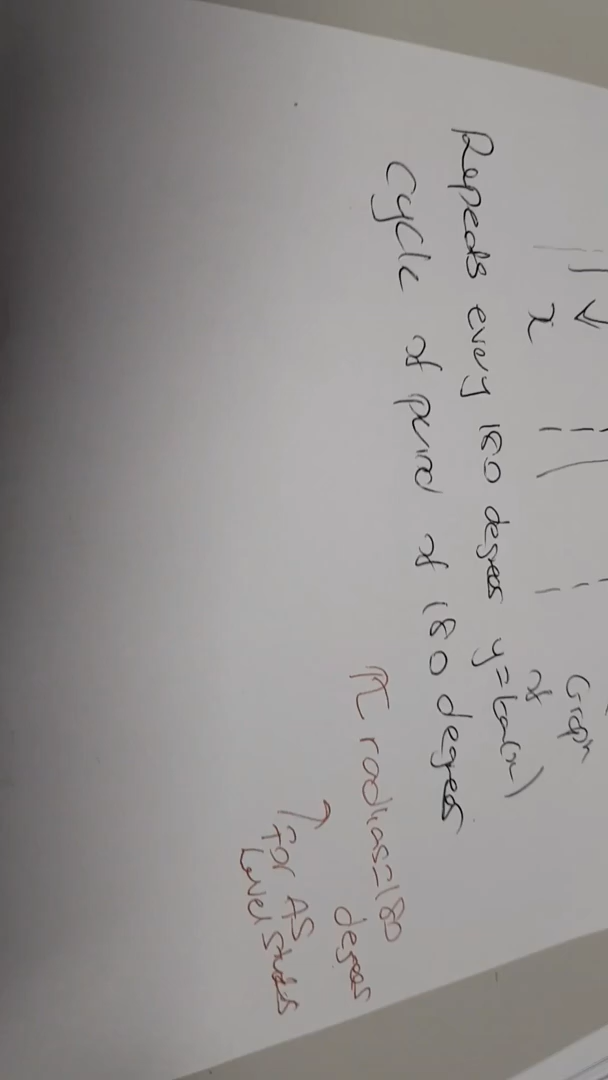 x
Graph
of
y=tan(x)
Repeats every 180 degrees
cycle of period of 180 degrees
π radians=180
degrees
↑ For AS
Level students